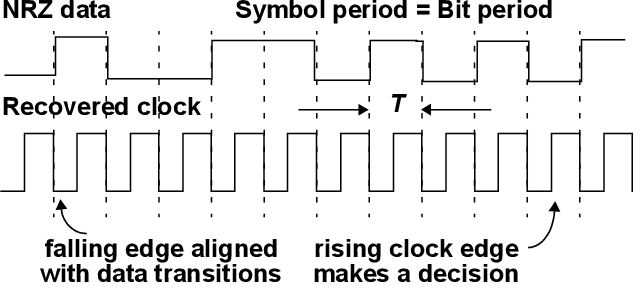 NRZ data
Symbol period = Bit period
Recovered clock
T
falling edge aligned
with data transitions
rising clock edge
makes a decision